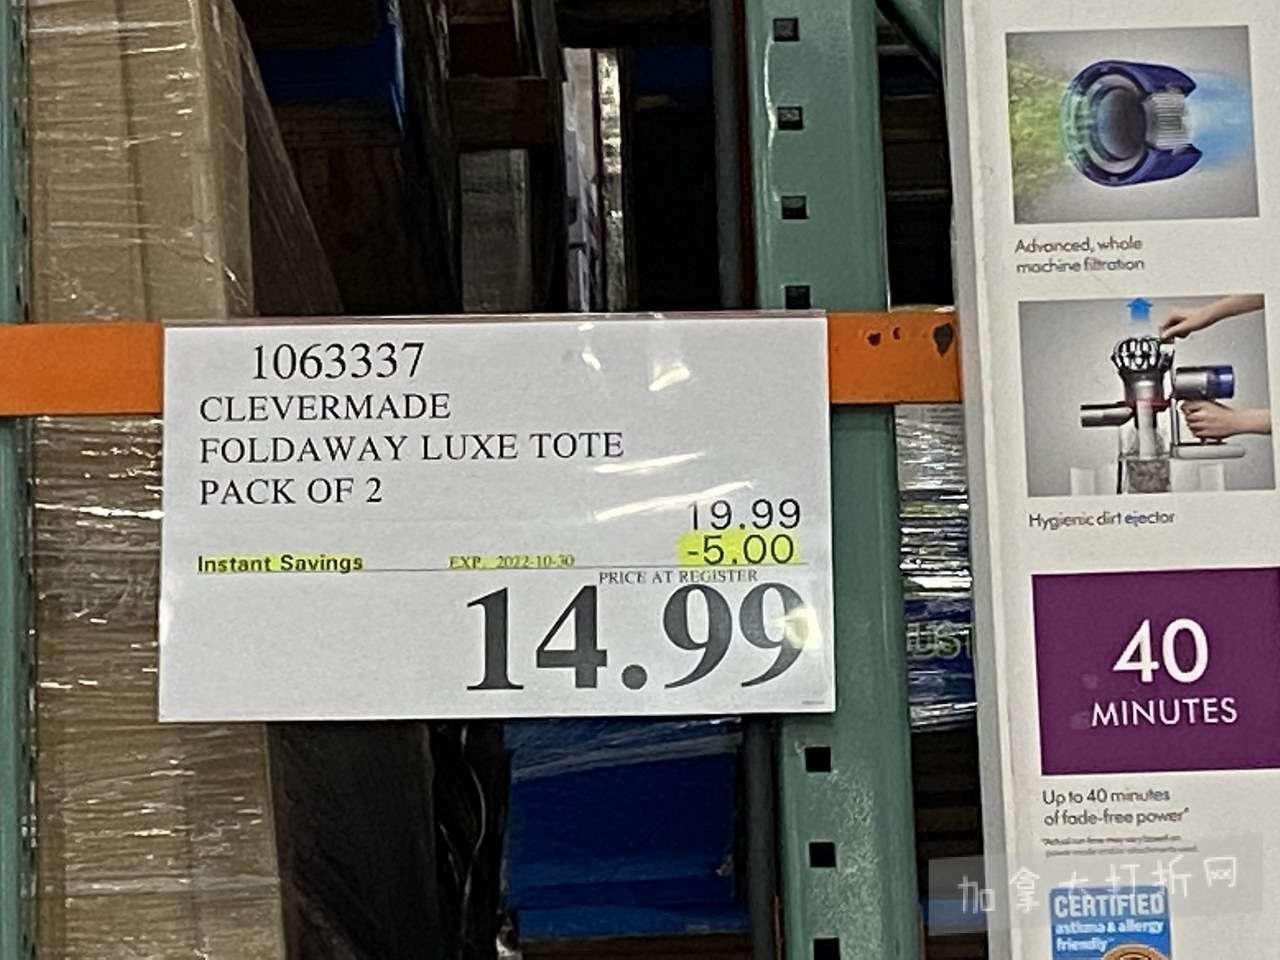 1063337
CLEVERMADE
FOLDAWAY LUXE TOTE
PACK OF 2
19.99
-5.00
Instant Savings EXP. 2022-10-30
PRICE AT REGISTER
14.99
Advanced, whole
machine filtration
Hygienic dirt ejector
40
MINUTES
Up to 40 minutes
of fade-free power*
CERTIFIED
asthma & allergy
friendly
加拿大打折网